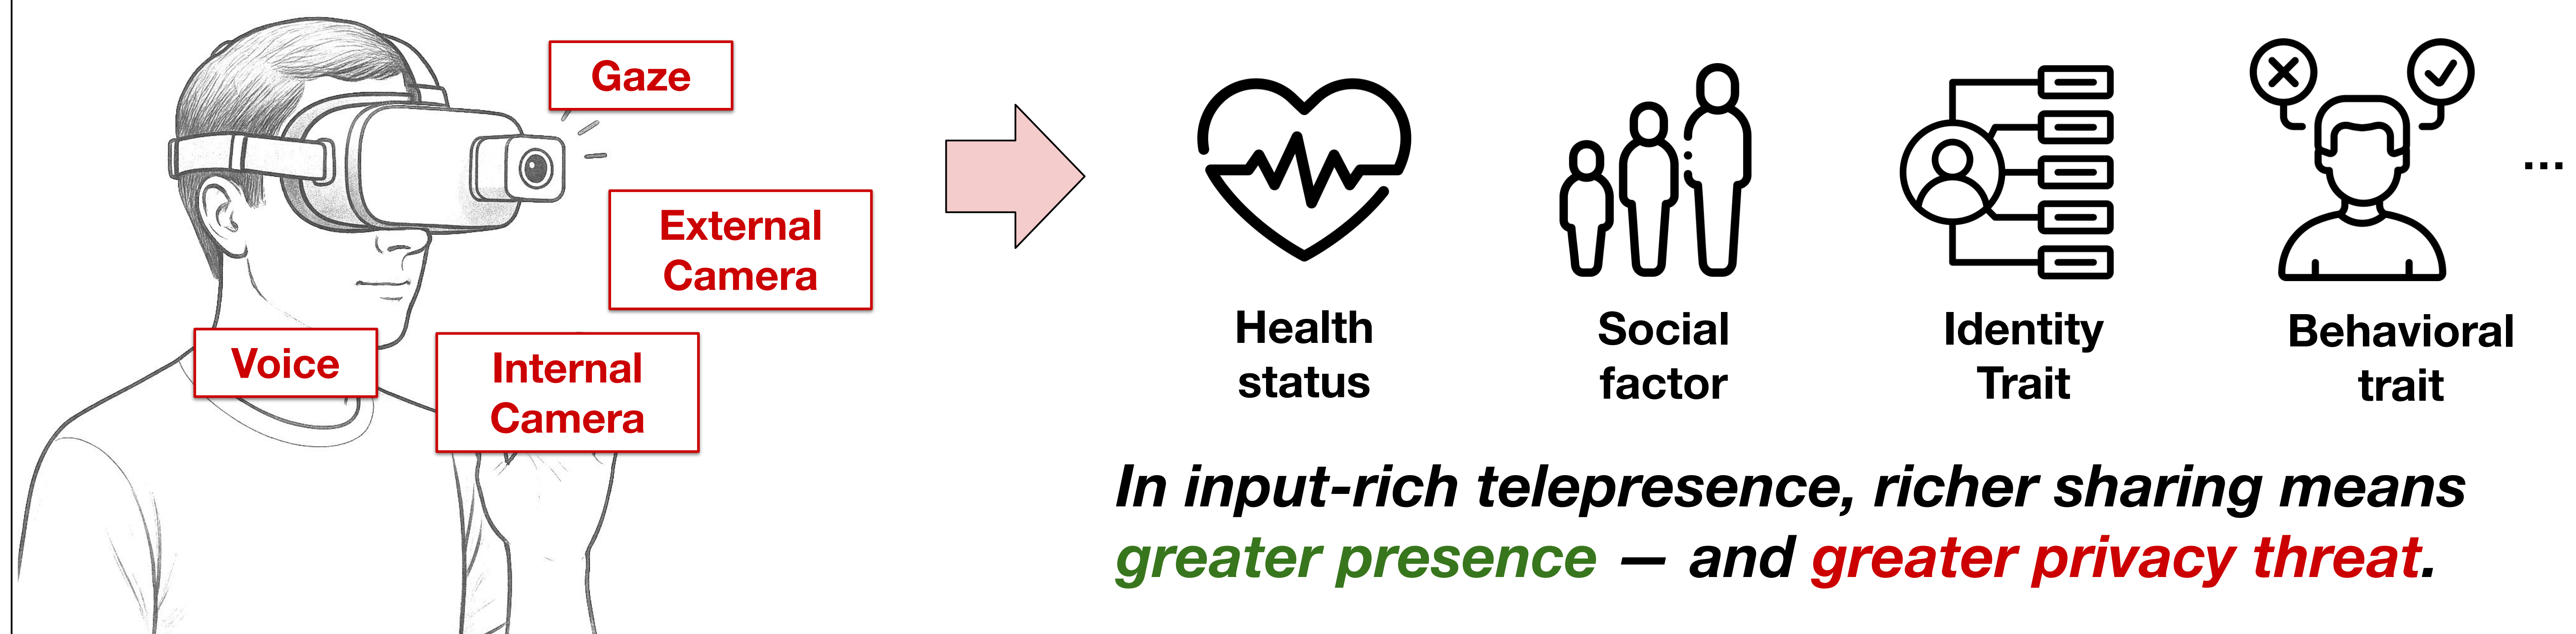 Gaze
External
Camera
Voice
Internal
Camera
Health
status
Social
factor
Identity
Trait
Behavioral
trait
...
In input-rich telepresence, richer sharing means
greater presence — and greater privacy threat.